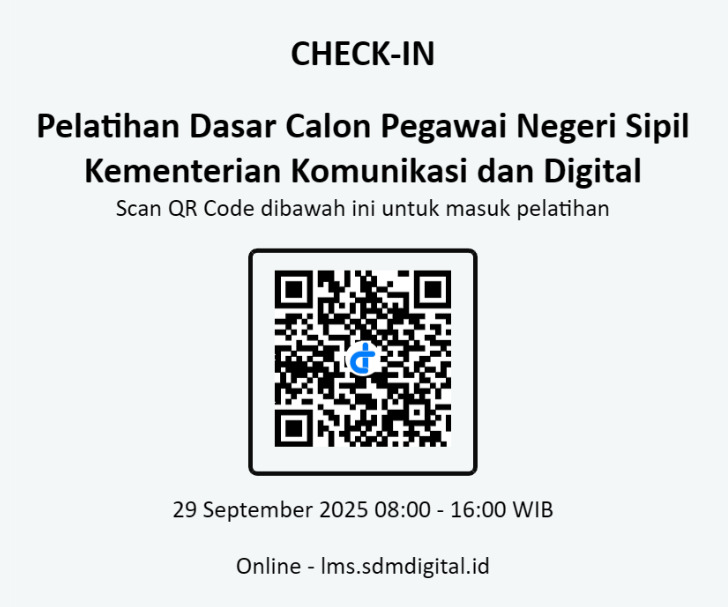 CHECK-IN
Pelatihan Dasar Calon Pegawai Negeri Sipil
Kementerian Komunikasi dan Digital
Scan QR Code dibawah ini untuk masuk pelatihan
29 September 2025 08:00 - 16:00 WIB
Online - lms.sdmdigital.id